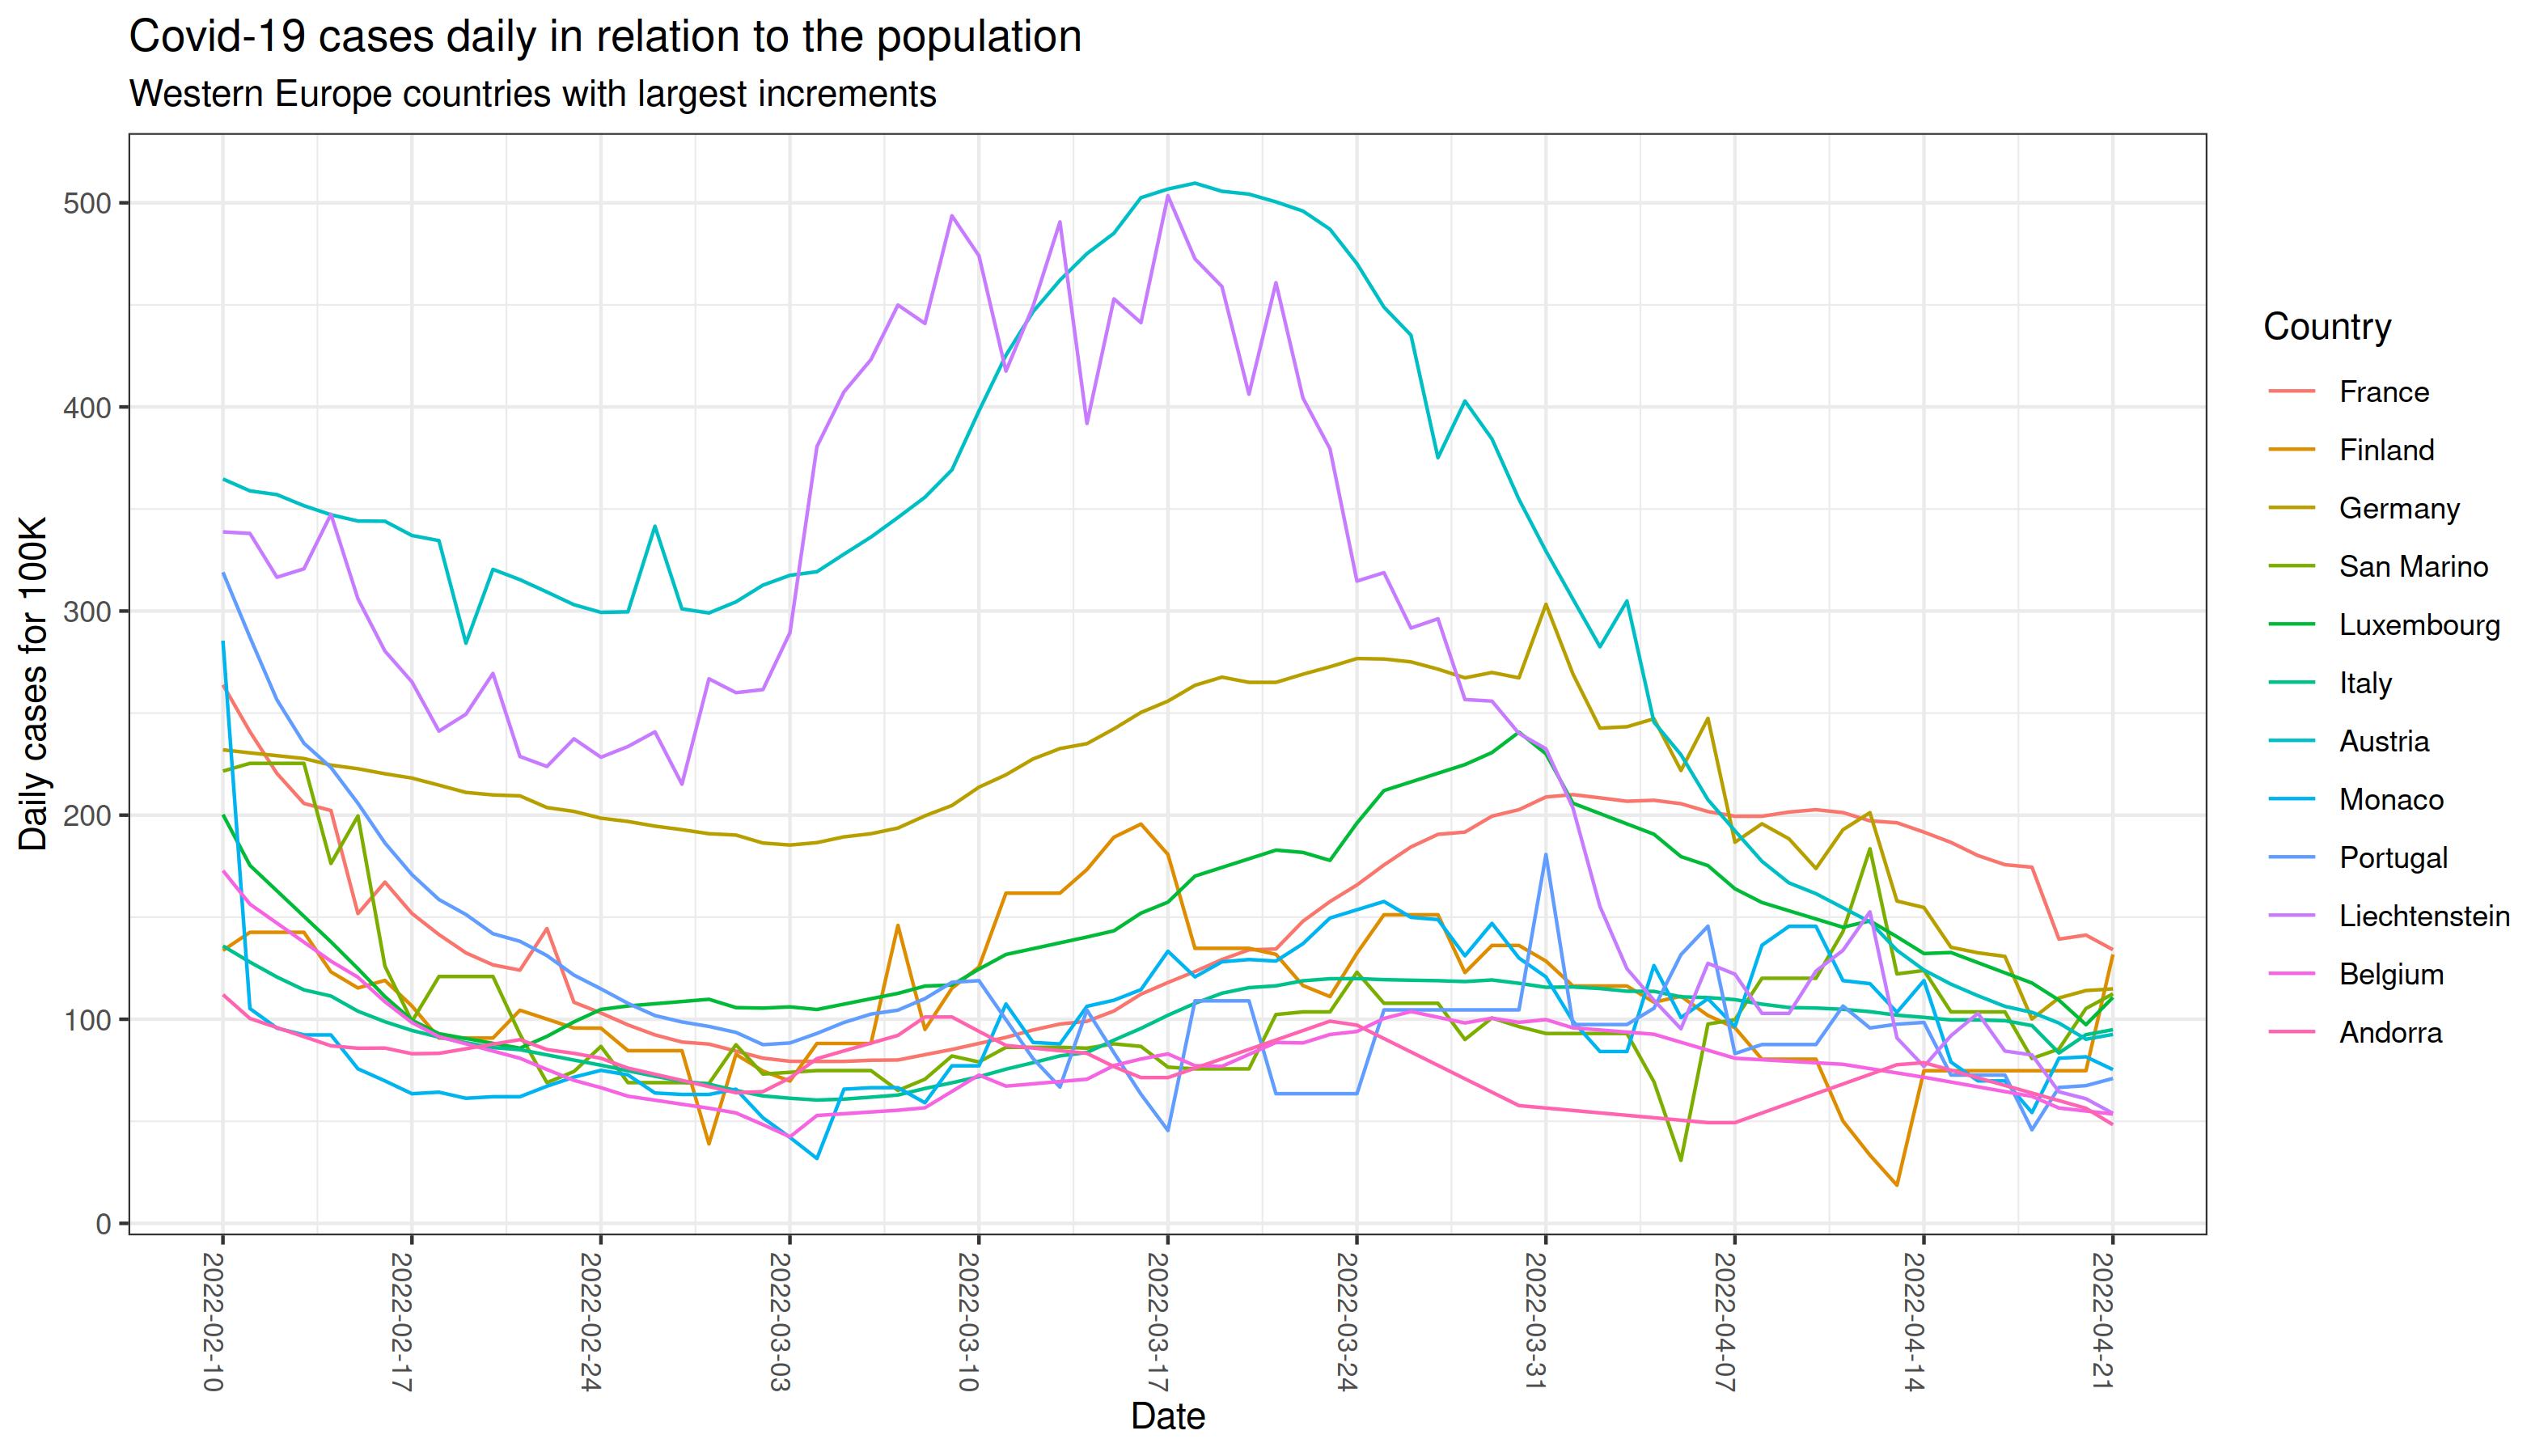 Covid-19 cases daily in relation to the population
Western Europe countries with largest increments
Daily cases for 100K
500
400
300
200
100
0
2022-02-10
2022-02-17
2022-02-24
2022-03-03
2022-03-10
2022-03-17
2022-03-24
2022-03-31
2022-04-07
2022-04-14
2022-04-21
Date
Country
France
Finland
Germany
San Marino
Luxembourg
Italy
Austria
Monaco
Portugal
Liechtenstein
Belgium
Andorra